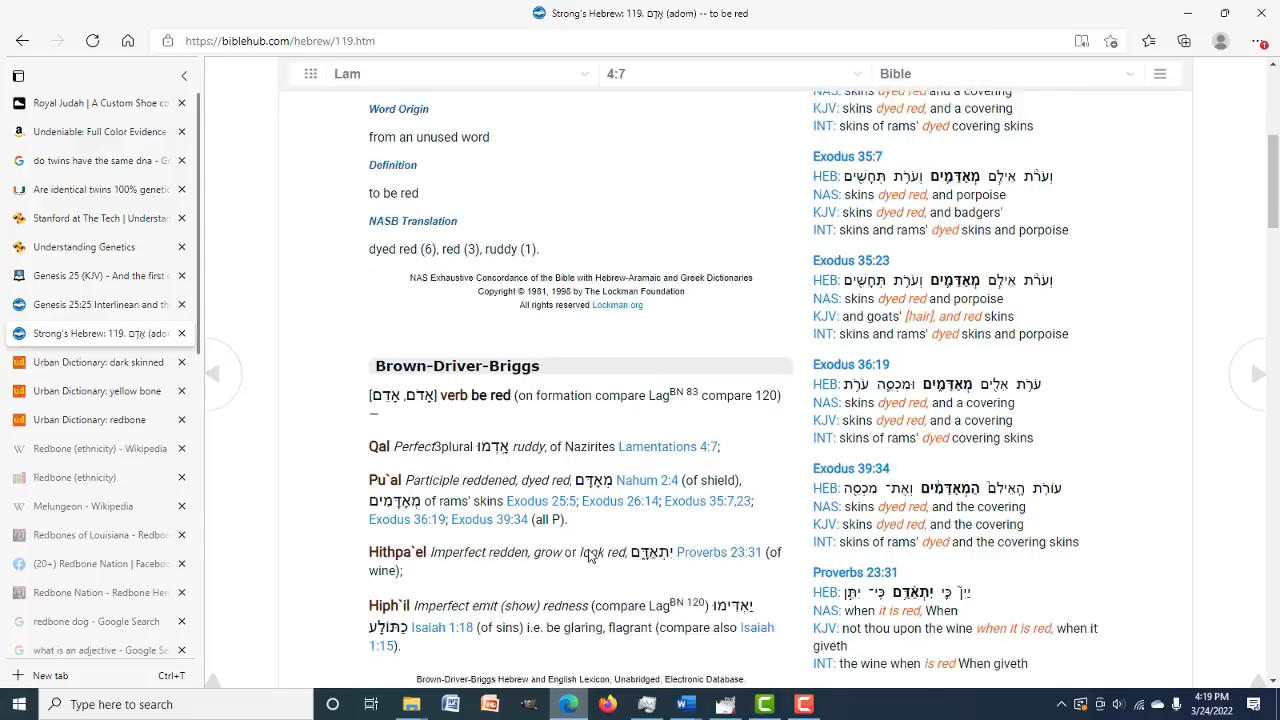 Strong's Hebrew: 119. אָדַם (adom) -- to be red
https://biblehub.com/hebrew/119.htm
Royal Judah | A Custom Shoe co
Undeniable: Full Color Evidence
do twins have the same dna - G
Are identical twins 100% genetic
Stanford at The Tech | Understan
Understanding Genetics
Genesis 25 (KJV) - And the first
Genesis 25:25 Interlinear: and th
Strong's Hebrew: 119. אָדַם (ado
Urban Dictionary: dark skinned
Urban Dictionary: yellow bone
Urban Dictionary: reUUune
Redbone (ethnicity) - Wikipedia
Redbone (ethnicity)
Melungeon - Wikipedia
Redbones of Louisiana - Redbo
(20+) Redbone Nation | Facebo
Redbone Nation - Redbone Her
redbone dog - Google Search
what is an adjective - Google Se
New tab Ctrl+T
Lam 4:7 Bible
Word Origin
from an unused word
Definition
to be red
NASB Translation
dyed red (6), red (3), ruddy (1).
NAS Exhaustive Concordance of the Bible with Hebrew-Aramaic and Greek Dictionaries
Copyright © 1981, 1998 by The Lockman Foundation
All rights reserved Lockman.org
Brown-Driver-Briggs
[אָדֹם, אָדֵם] verb be red (on formation compare LagBN 83 compare 120)
—
Qal Perfect3plural אָֽדְמוּ ruddy, of Nazirites Lamentations 4:7;
Pu`al Participle reddened, dyed red, מְאָדָּם Nahum 2:4 (of shield),
מְאָדָּמִים of rams' skins Exodus 25:5; Exodus 26:14; Exodus 35:7,23;
Exodus 36:19; Exodus 39:34 (all P).
Hithpa`el Imperfect redden, grow or look red, יִתְאַדָּ֑ם Proverbs 23:31 (of
wine);
Hiph`il Imperfect emit (show) redness (compare LagBN 120) יַאְדִּימוּ
כַתּוֺלָע Isaiah 1:18 (of sins) i.e. be glaring, flagrant (compare also Isaiah
1:15).
Brown-Driver-Briggs Hebrew and English Lexicon, Unabridged, Electronic Database.
NAS: skins dyed red, and a covering
KJV: skins dyed red, and a covering
INT: skins of rams' dyed covering skins
Exodus 35:7
HEB: וְעֹרֹ֨ת אֵילִ֧ם מְאָדָּמִ֛ים וְעֹרֹ֥ת תְּחָשִׁ֖ים
NAS: skins dyed red, and porpoise
KJV: skins dyed red, and badgers'
INT: skins and rams' dyed skins and porpoise
Exodus 35:23
HEB: וְעֹרֹ֨ת אֵילִ֧ם מְאָדָּמִ֛ים וְעֹרֹ֥ת תְּחָשִׁ֖ים
NAS: skins dyed red and porpoise
KJV: and goats' [hair], and red skins
INT: skins and rams' dyed skins and porpoise
Exodus 36:19
HEB: עֹרֹ֥ת אֵלִ֖ים מְאָדָּמִ֑ים וּמִכְסֵ֛ה עֹרֹ֥ת
NAS: skins dyed red, and a covering
KJV: skins dyed red, and a covering
INT: skins of rams' dyed covering skins
Exodus 39:34
HEB: עוֹרֹ֤ת הָֽאֵילִם֙ הַמְאָדָּמִ֔ים וְאֶת־ מִכְסֵ֖ה
NAS: skins dyed red, and the covering
KJV: skins dyed red, and the covering
INT: skins of rams' dyed and the covering skins
Proverbs 23:31
HEB: יַיִן֮ כִּ֪י יִתְאַ֫דָּ֥ם כִּֽי־ יִתֵּ֣ן
NAS: when it is red, When
KJV: not thou upon the wine when it is red, when it
giveth
INT: the wine when is red When giveth
Type here to search
4:19 PM
3/24/2022